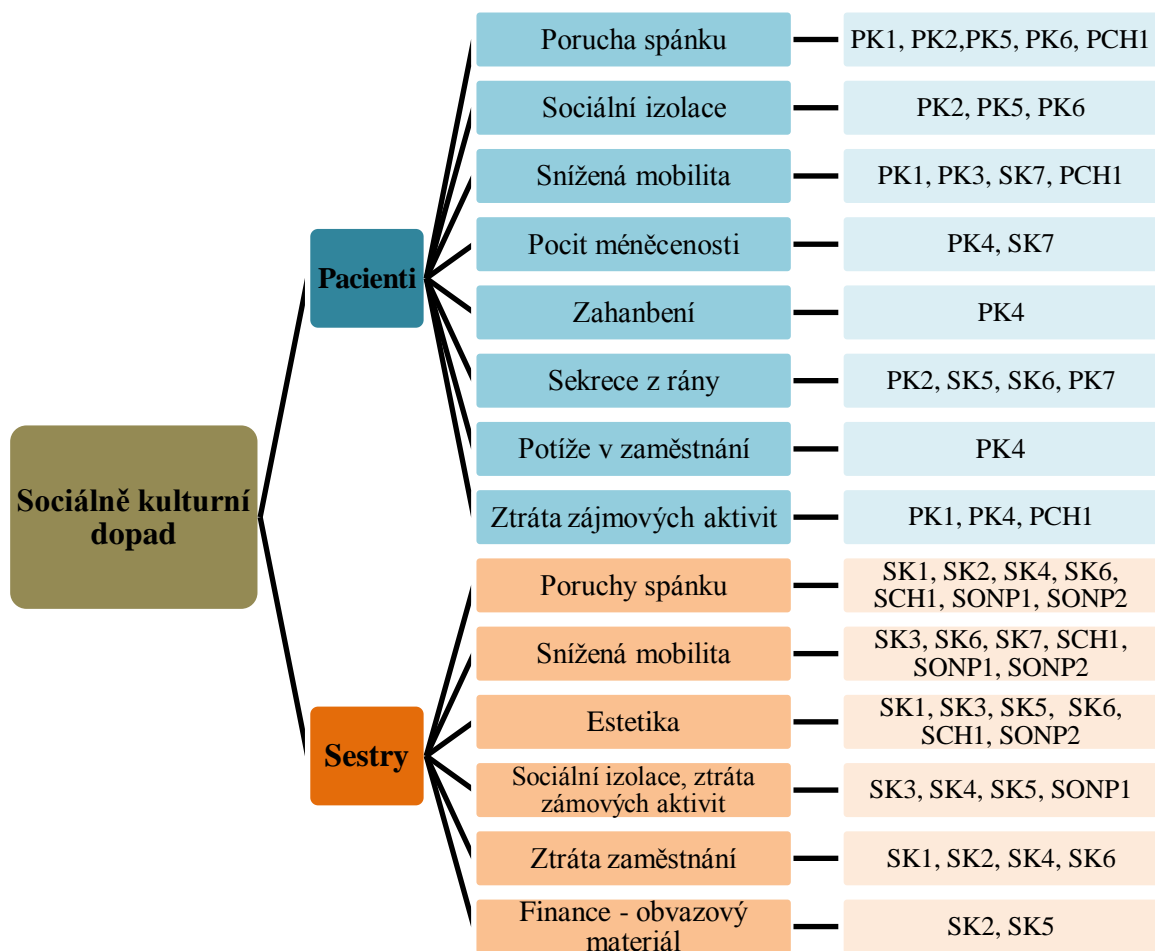 Sociálně kulturní
dopad
Pacienti
Porucha spánku
PK1, PK2,PK5, PK6, PCH1
Sociální izolace
PK2, PK5, PK6
Snížená mobilita
PK1, PK3, SK7, PCH1
Pocit méněcenosti
PK4, SK7
Zahanbení
PK4
Sekrece z rány
PK2, SK5, SK6, PK7
Potíže v zaměstnání
PK4
Ztráta zájmových aktivit
PK1, PK4, PCH1
Sestry
Poruchy spánku
SK1, SK2, SK4, SK6,
SCH1, SONP1, SONP2
Snížená mobilita
SK3, SK6, SK7, SCH1,
SONP1, SONP2
Estetika
SK1, SK3, SK5,  SK6,
SCH1, SONP2
Sociální izolace, ztráta
zámových aktivit
SK3, SK4, SK5, SONP1
Ztráta zaměstnání
SK1, SK2, SK4, SK6
Finance - obvazový
materiál
SK2, SK5